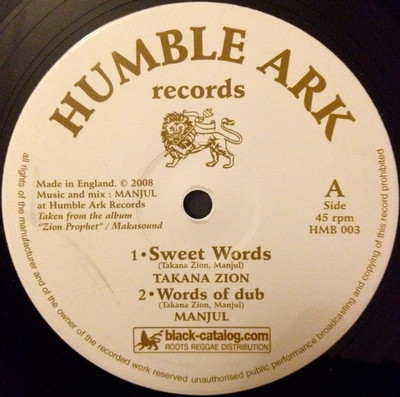 HUMBLE ARK
records
Made in England. © 2008
Music and mix : MANJUL
at Humble Ark Records
Taken from the album
"Zion Prophet" / Makasound
A
Side
45 rpm
HMB 003
1• Sweet Words
(Takana Zion, Manjul)
TAKANA ZION
2• Words of dub
(Takana Zion, Manjul)
MANJUL
black-catalog.com
ROOTS REGGAE DISTRIBUTION
all rights of the manufacturer and of the owner of the recorded work reserved unauthorised public performance broadcasting and copying of this record prohibited